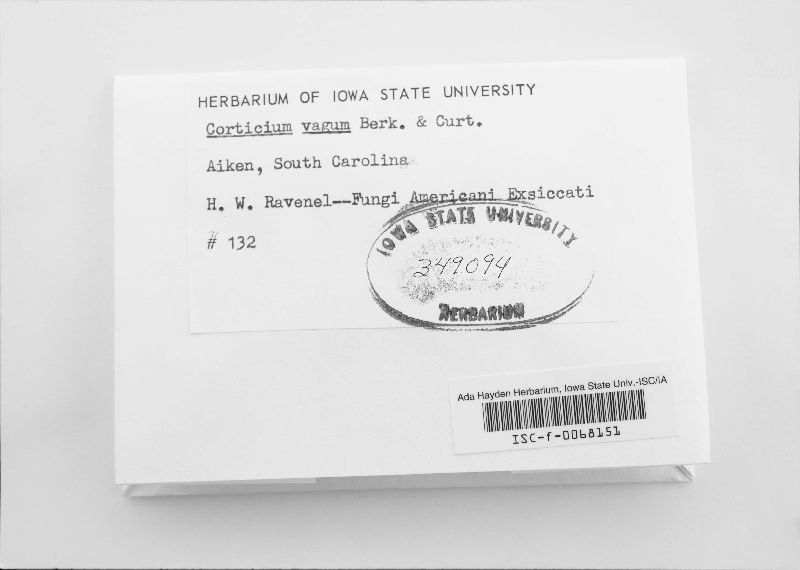 HERBARIUM OF IOWA STATE UNIVERSITY
Corticium vagum Berk. & Curt.
Aiken, South Carolina
H. W. Ravenel--Fungi Americani Exsiccati
# 132
IOWA STATE UNIVERSITY
349094
HERBARIUM
Ada Hayden Herbarium, Iowa State Univ.-ISC/IA
ISC-f-0068151